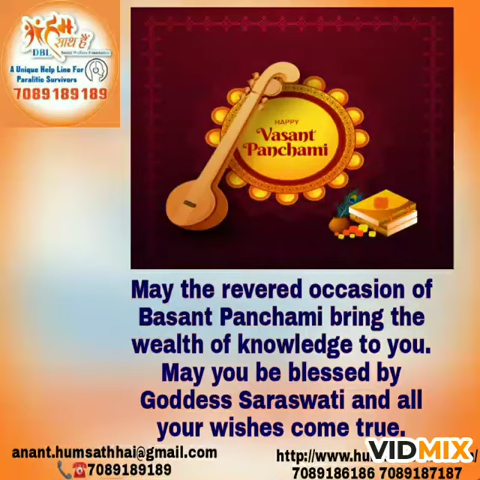 साथ हैं
DBL
A Unique Help Line For
Paralitic Survivors
7089189189
HAPPY
Vasant
Panchami
May the revered occasion of
Basant Panchami bring the
wealth of knowledge to you.
May you be blessed by
Goddess Saraswati and all
your wishes come true.
anant.humsathhai@gmail.com
7089189189
7089186186 7089187187
VIDMIX